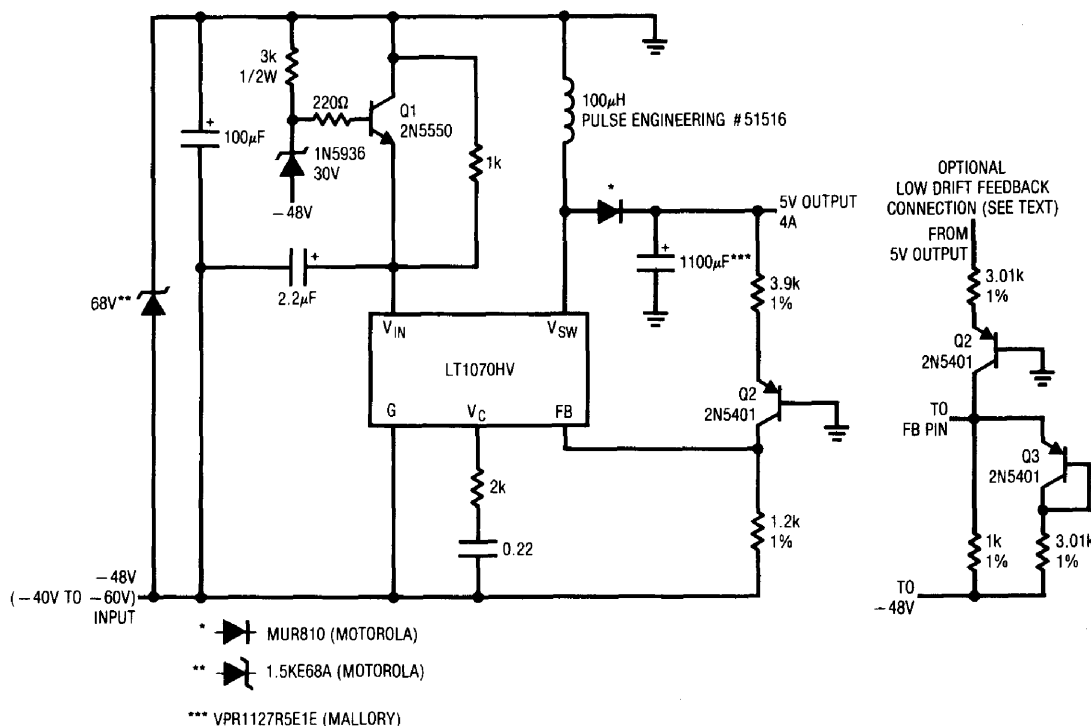 3k
1/2W
220Ω
Q1
2N5550
+
100µF
1N5936
30V
−48V
1k
100µH
PULSE ENGINEERING #51516
*
5V OUTPUT
4A
+
1100µF***
3.9k
1%
68V**
+
2.2µF
VIN
VSW
LT1070HV
G
VC
FB
Q2
2N5401
2k
0.22
1.2k
1%
−48V
(−40V TO −60V)
INPUT
OPTIONAL
LOW DRIFT FEEDBACK
CONNECTION (SEE TEXT)
FROM
5V OUTPUT
3.01k
1%
Q2
2N5401
TO
FB PIN
Q3
2N5401
1k
1%
3.01k
1%
TO
−48V
* MUR810 (MOTOROLA)
** 1.5KE68A (MOTOROLA)
*** VPR1127R5E1E (MALLORY)